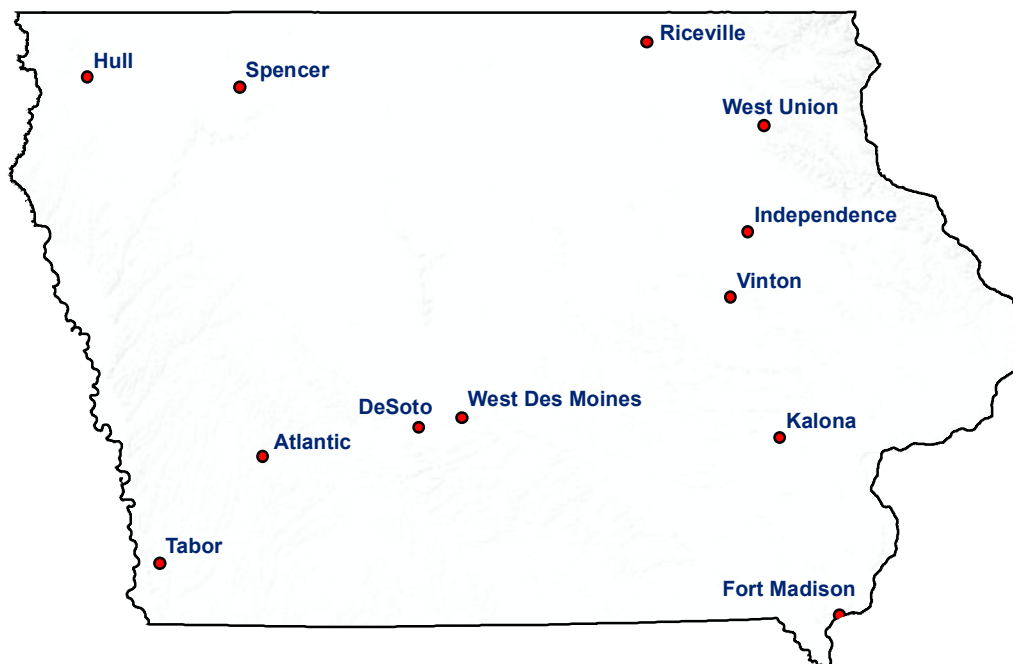 Riceville
Hull
Spencer
West Union
Independence
Vinton
West Des Moines
DeSoto
Kalona
Atlantic
Tabor
Fort Madison